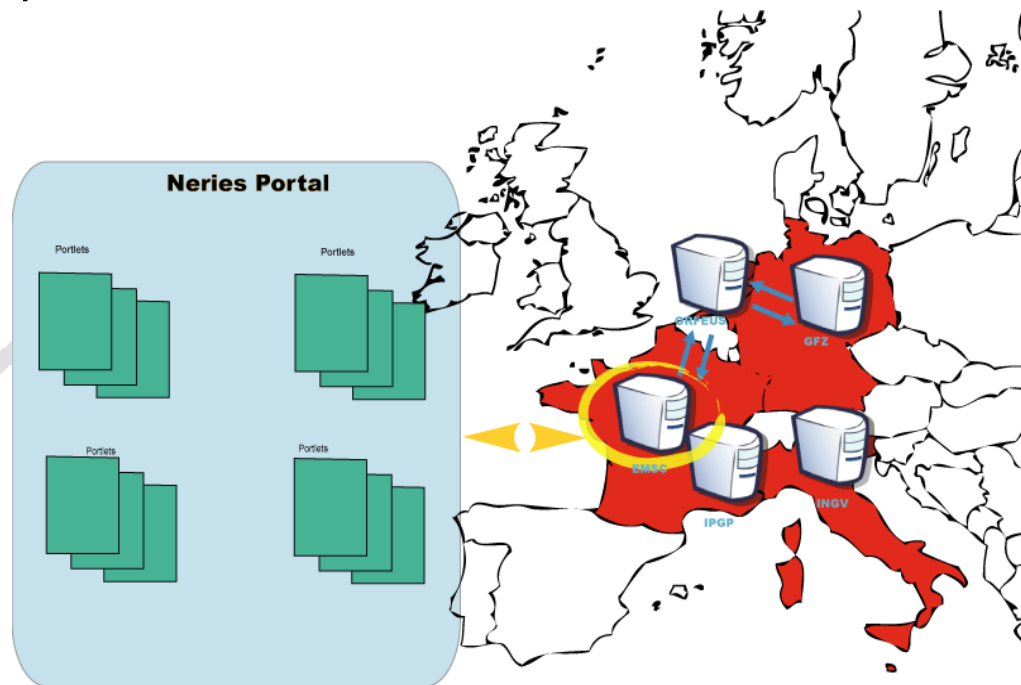 Neries Portal
Portlets
Portlets
Portlets
Portlets
ORFEUS
GFZ
EMSC
IPGP
INGV